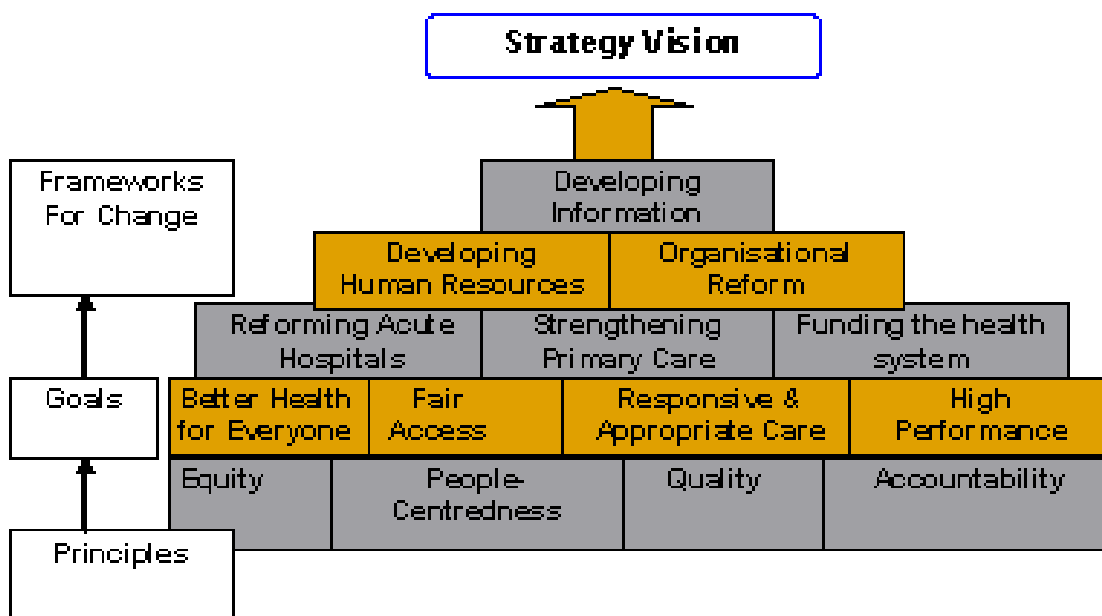 Strategy Vision
Frameworks
For Change
Developing
Information
Developing
Human Resources
Organisational
Reform
Reforming Acute
Hospitals
Strengthening
Primary Care
Funding the health
system
Goals
Better Health
for Everyone
Fair
Access
Responsive &
Appropriate Care
High
Performance
Equity
People-
Centredness
Quality
Accountability
Principles